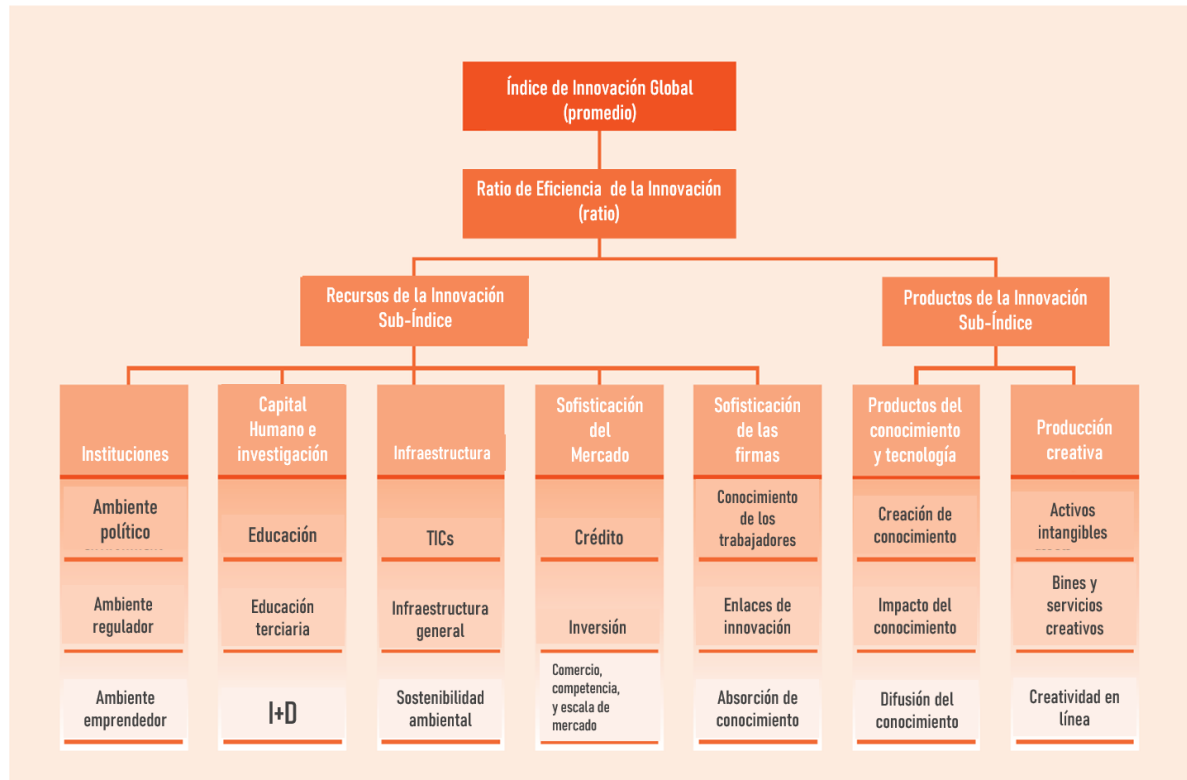 Índice de Innovación Global
(promedio)
Ratio de Eficiencia de la Innovación
(ratio)
Recursos de la Innovación
Sub-Índice
Productos de la Innovación
Sub-Índice
Instituciones
Capital
Humano e
investigación
Infraestructura
Sofisticación
del
Mercado
Sofisticación
de las
firmas
Productos del
conocimiento
y tecnología
Producción
creativa
Ambiente
político
Educación
TICs
Crédito
Conocimiento
de los
trabajadores
Creación de
conocimiento
Activos
intangibles
Ambiente
regulador
Educación
terciaria
Infraestructura
general
Inversión
Enlaces de
innovación
Impacto del
conocimiento
Bines y
servicios
creativos
Ambiente
emprendedor
I+D
Sostenibilidad
ambiental
Comercio,
competencia,
y escala de
mercado
Absorción de
conocimiento
Difusión del
conocimiento
Creatividad en
línea